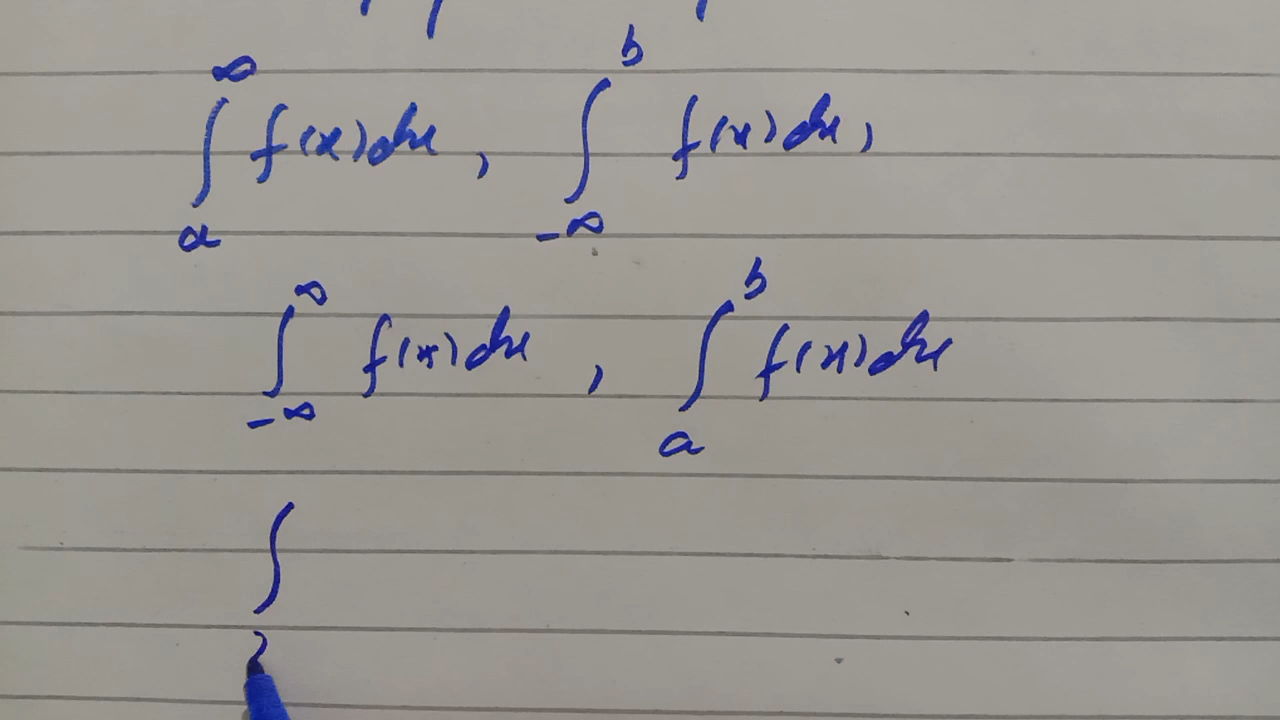 ∫_a^∞ f(x)dx, ∫_{-∞}^b f(x)dx,
∫_{-∞}^∞ f(x)dx, ∫_a^b f(x)dx
∫